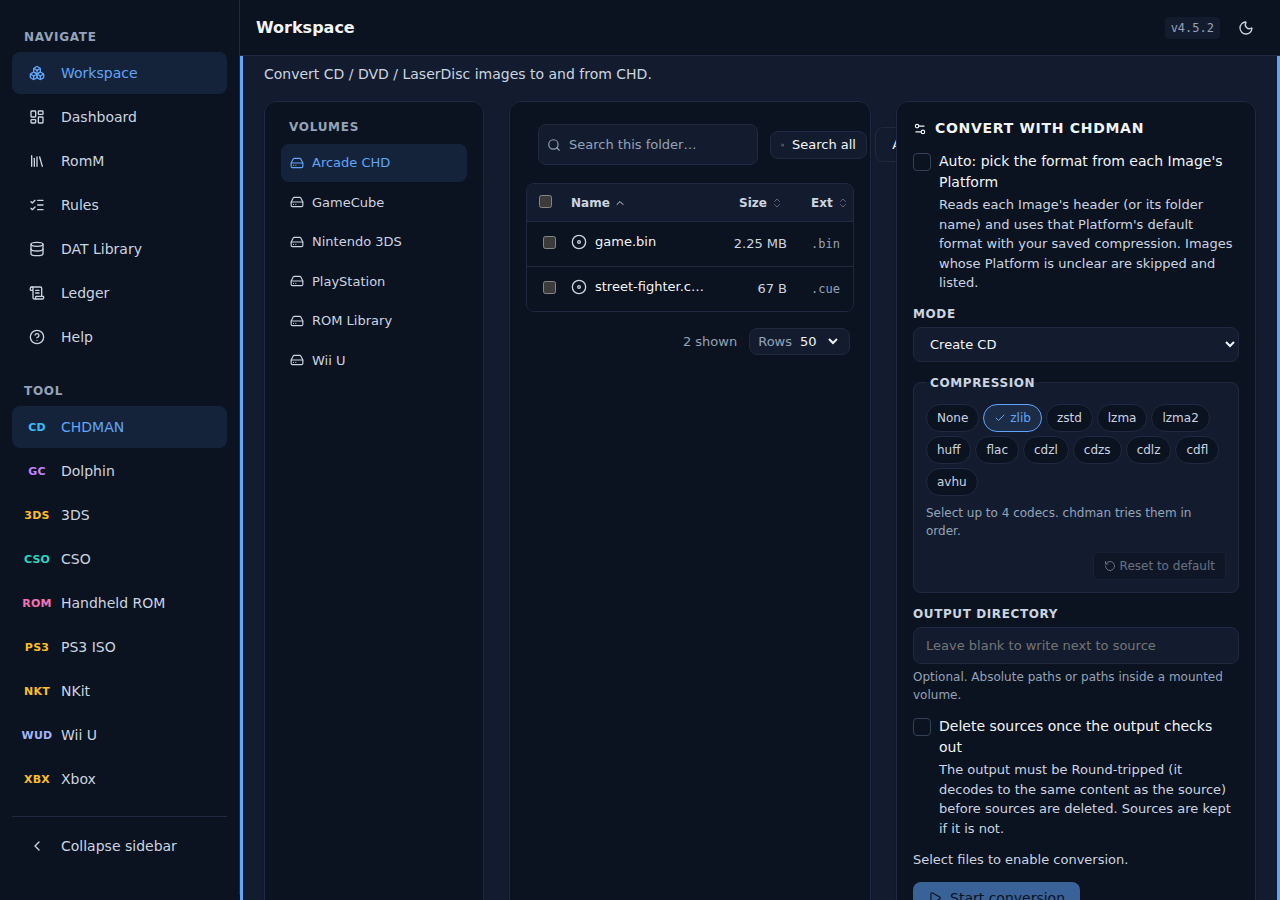 NAVIGATE
Workspace
Dashboard
RomM
Rules
DAT Library
Ledger
Help
TOOL
CD CHDMAN
GC Dolphin
3DS 3DS
CSO CSO
ROM Handheld ROM
PS3 PS3 ISO
NKT NKit
WUD Wii U
XBX Xbox
Collapse sidebar
Workspace
v4.5.2
Convert CD / DVD / LaserDisc images to and from CHD.
VOLUMES
Arcade CHD
GameCube
Nintendo 3DS
PlayStation
ROM Library
Wii U
Search this folder…
Search all
Name Size Ext
game.bin 2.25 MB .bin
street-fighter.c… 67 B .cue
2 shown Rows 50
CONVERT WITH CHDMAN
Auto: pick the format from each Image's
Platform
Reads each Image's header (or its folder
name) and uses that Platform's default
format with your saved compression. Images
whose Platform is unclear are skipped and
listed.
MODE
Create CD
COMPRESSION
None zlib zstd lzma lzma2
huff flac cdzl cdzs cdlz cdfl
avhu
Select up to 4 codecs. chdman tries them in
order.
Reset to default
OUTPUT DIRECTORY
Leave blank to write next to source
Optional. Absolute paths or paths inside a mounted
volume.
Delete sources once the output checks
out
The output must be Round-tripped (it
decodes to the same content as the source)
before sources are deleted. Sources are kept
if it is not.
Select files to enable conversion.
Start conversion